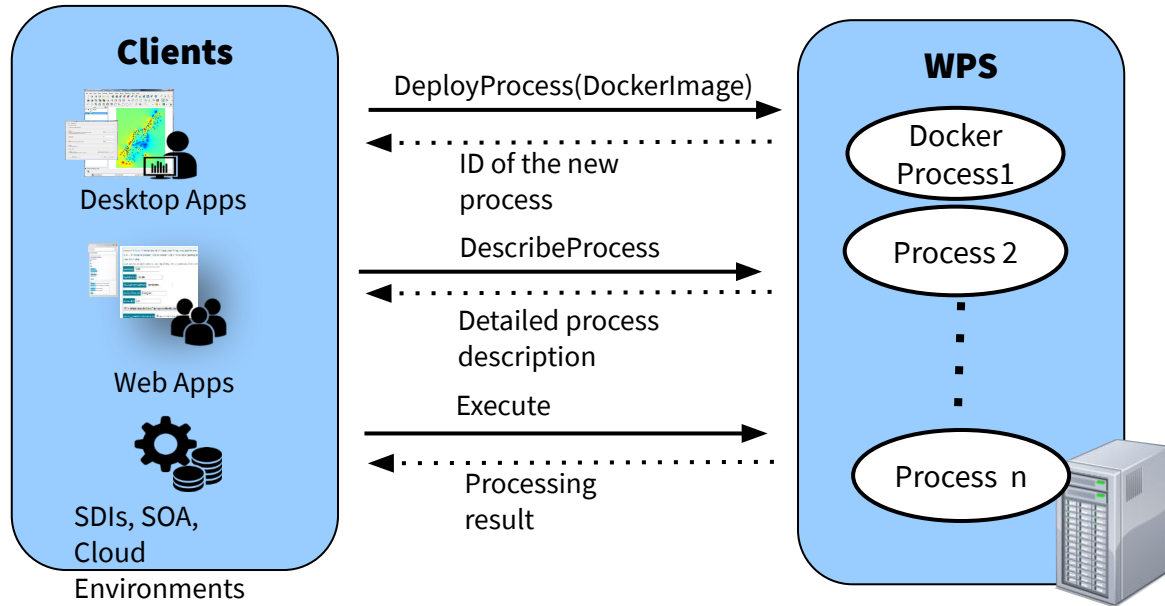 Clients
Desktop Apps
Web Apps
SDIs, SOA,
Cloud
Environments
DeployProcess(DockerImage)
ID of the new
process
DescribeProcess
Detailed process
description
Execute
Processing
result
WPS
Docker
Process1
Process 2
Process n